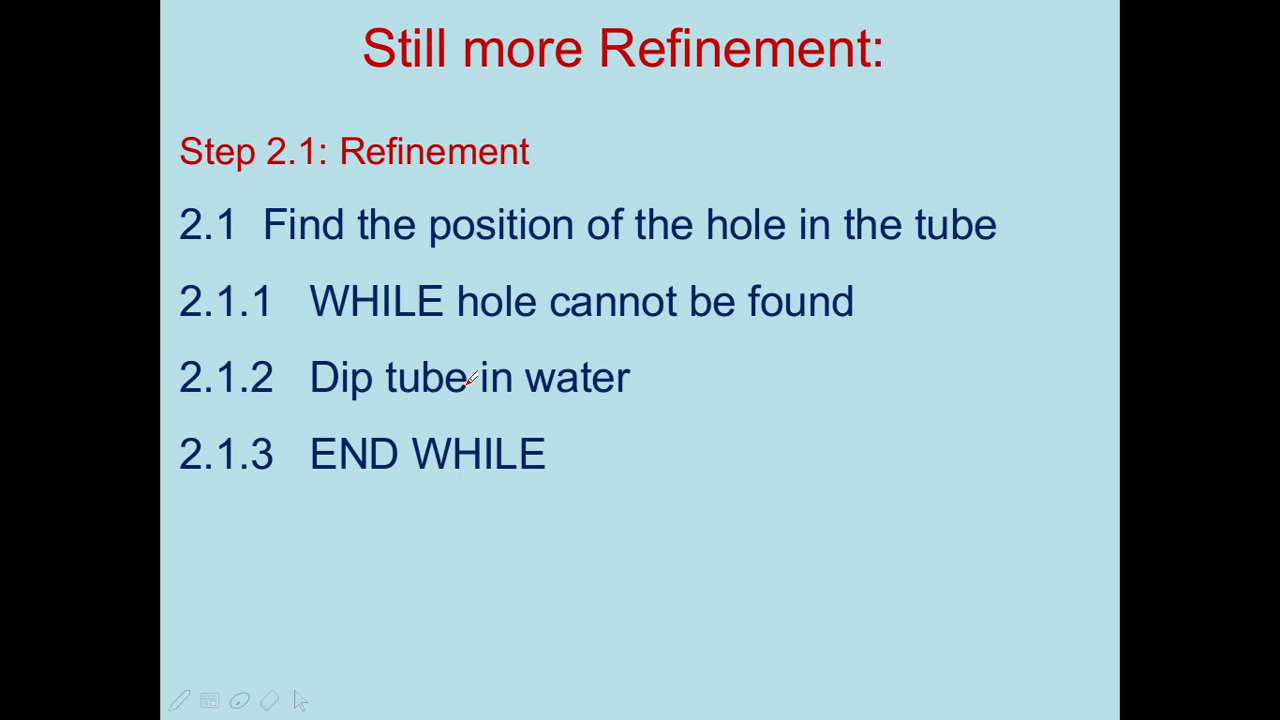 Still more Refinement:
Step 2.1: Refinement
2.1 Find the position of the hole in the tube
2.1.1 WHILE hole cannot be found
2.1.2 Dip tube in water
2.1.3 END WHILE